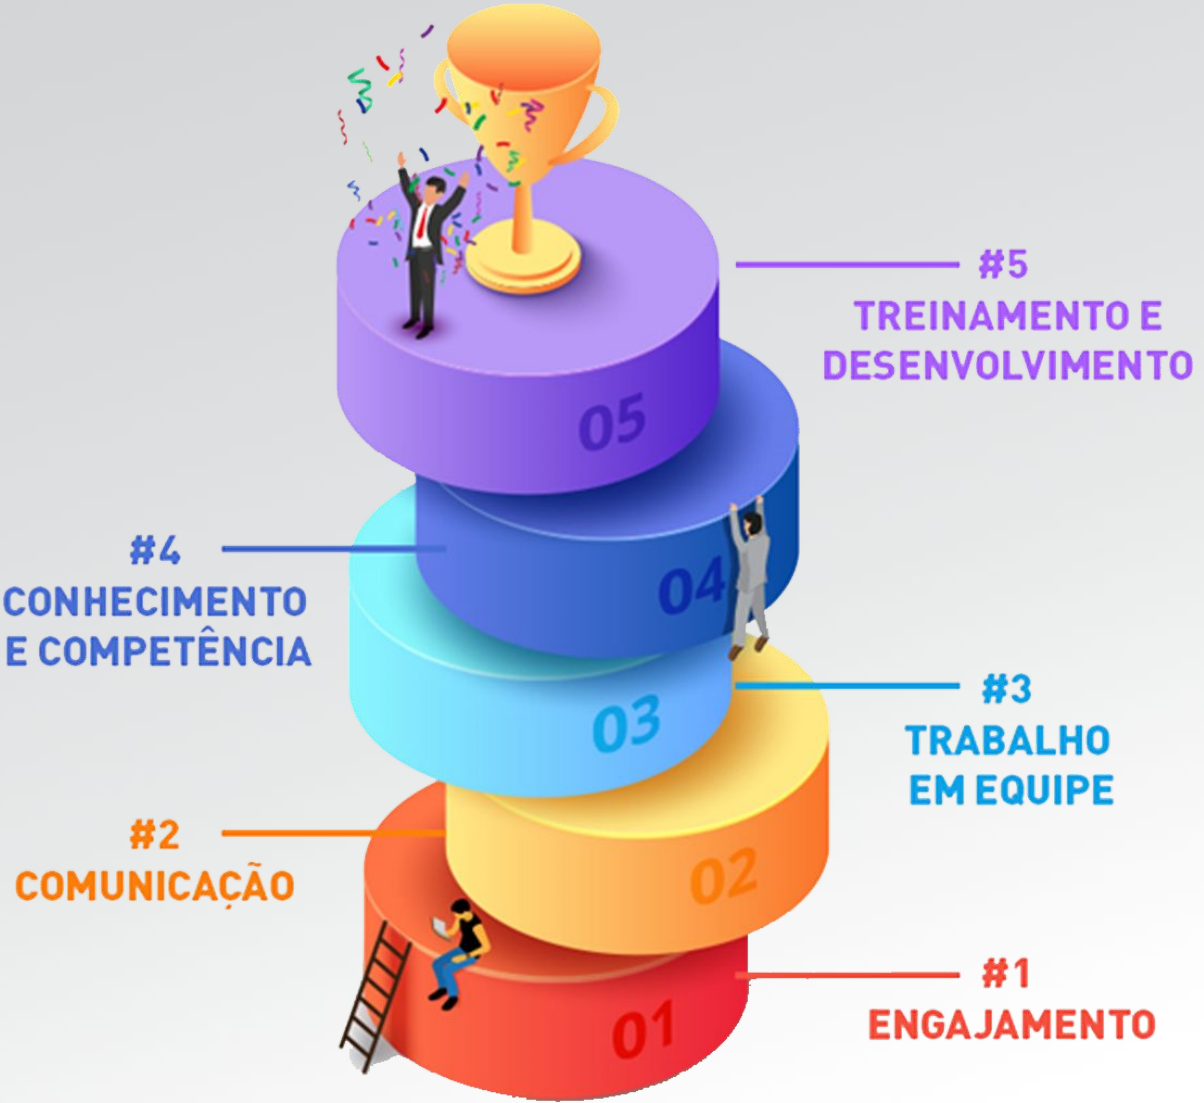 #5
TREINAMENTO E
DESENVOLVIMENTO
05
#4
CONHECIMENTO
E COMPETÊNCIA
04
#3
TRABALHO
EM EQUIPE
03
#2
COMUNICAÇÃO
02
#1
ENGAJAMENTO
01